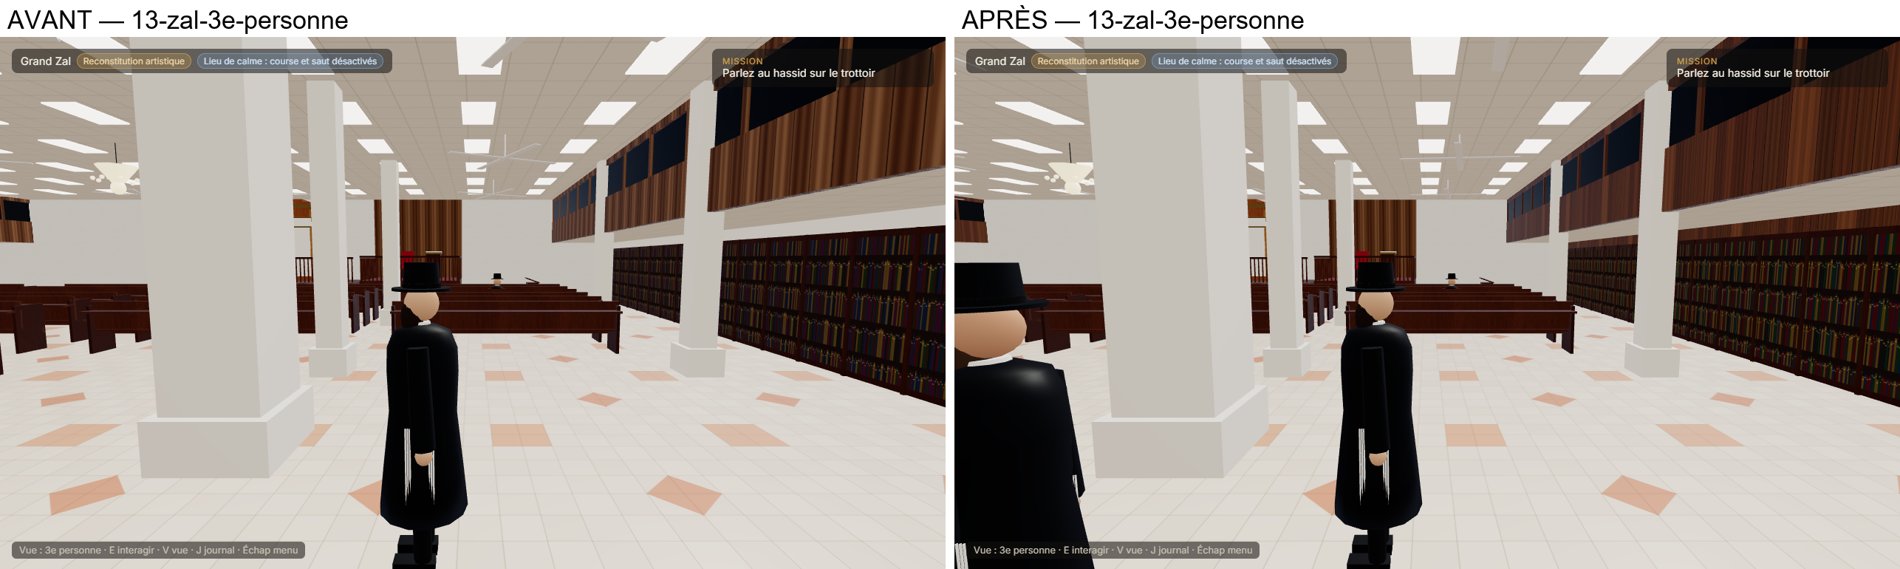 AVANT — 13-zal-3e-personne
Grand Zal Reconstitution artistique Lieu de calme : course et saut désactivés
MISSION
Parlez au hassid sur le trottoir
Vue : 3e personne · E interagir · V vue · J journal · Échap menu
APRÈS — 13-zal-3e-personne
Grand Zal Reconstitution artistique Lieu de calme : course et saut désactivés
MISSION
Parlez au hassid sur le trottoir
Vue : 3e personne · E interagir · V vue · J journal · Échap menu